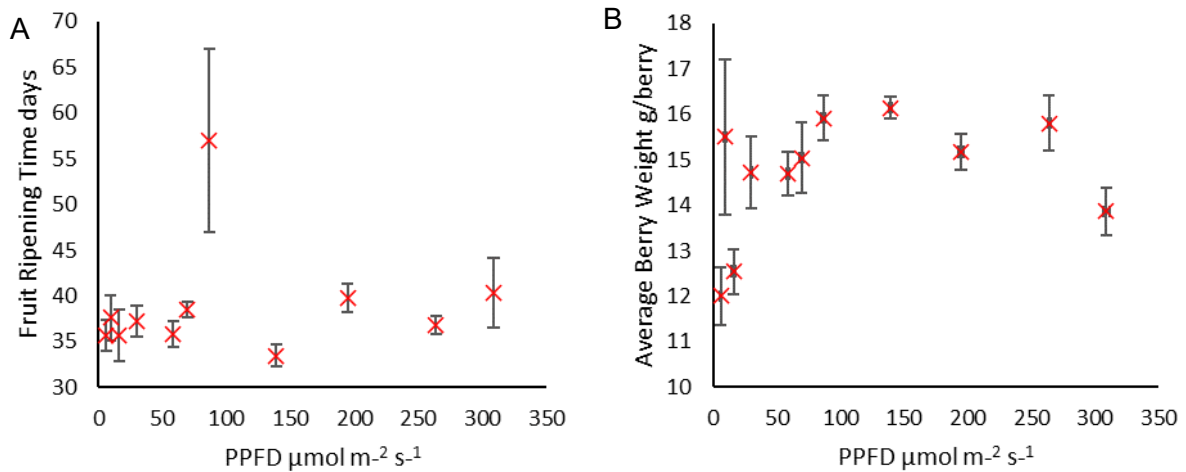 A
Fruit Ripening Time days
70
65
60
55
50
45
40
35
30
0 50 100 150 200 250 300 350
PPFD µmol m-² s-¹
B
Average Berry Weight g/berry
18
17
16
15
14
13
12
11
10
0 50 100 150 200 250 300 350
PPFD µmol m-² s-¹